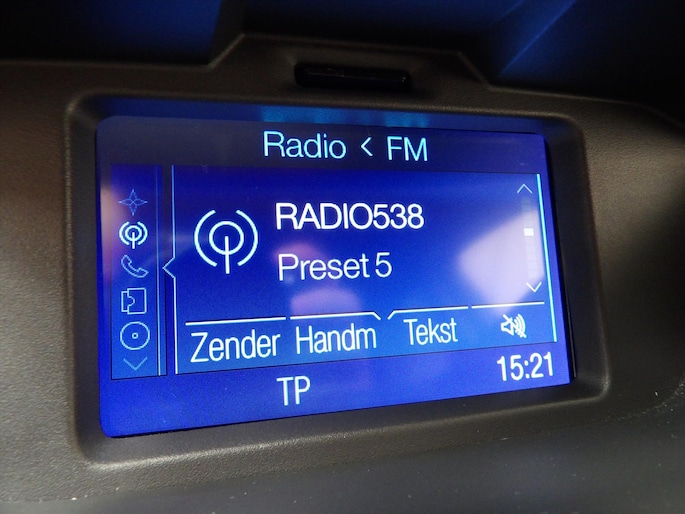 Radio < FM
RADIO538
Preset 5
Zender Handm Tekst
TP
15:21